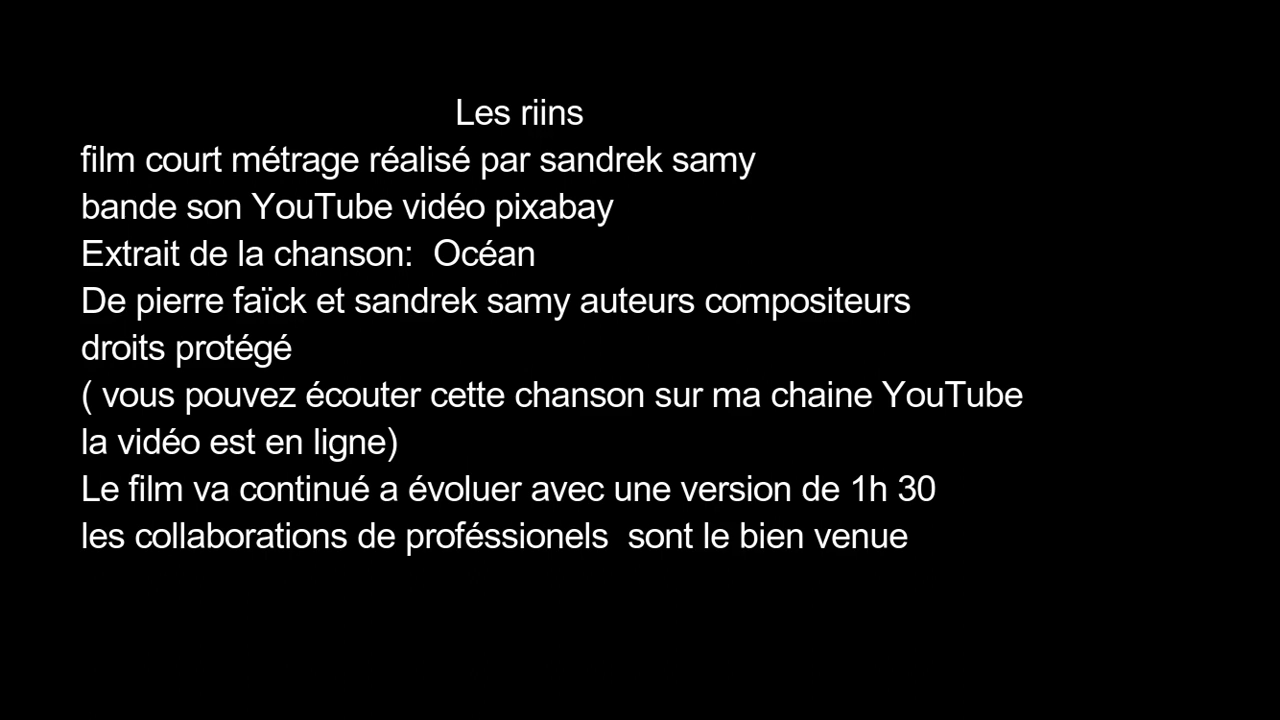 Les riins
film court métrage réalisé par sandrek samy
bande son YouTube vidéo pixabay
Extrait de la chanson:  Océan
De pierre faïck et sandrek samy auteurs compositeurs
droits protégé
( vous pouvez écouter cette chanson sur ma chaine YouTube
la vidéo est en ligne)
Le film va continué a évoluer avec une version de 1h 30
les collaborations de proféssionels  sont le bien venue